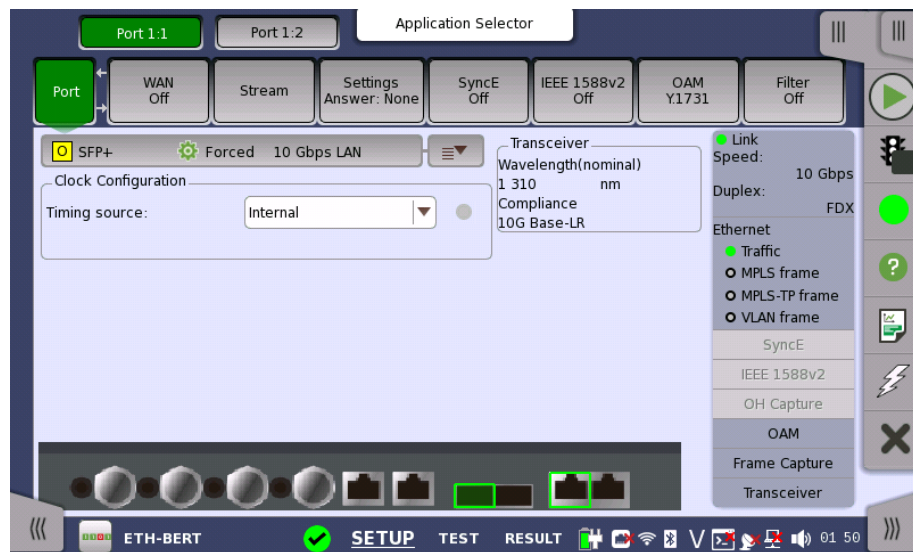 Application Selector
Port 1:1
Port 1:2
Port
WAN
Off
Stream
Settings
Answer: None
SyncE
Off
IEEE 1588v2
Off
OAM
Y.1731
Filter
Off
O SFP+
Forced 10 Gbps LAN
Clock Configuration
Timing source:
Internal
Transceiver
Wavelength(nominal)
1 310 nm
Compliance
10G Base-LR
Link
Speed:
10 Gbps
Duplex:
FDX
Ethernet
Traffic
MPLS frame
MPLS-TP frame
VLAN frame
SyncE
IEEE 1588v2
OH Capture
OAM
Frame Capture
Transceiver
?
ETH-BERT
SETUP
TEST
RESULT
V
01 50